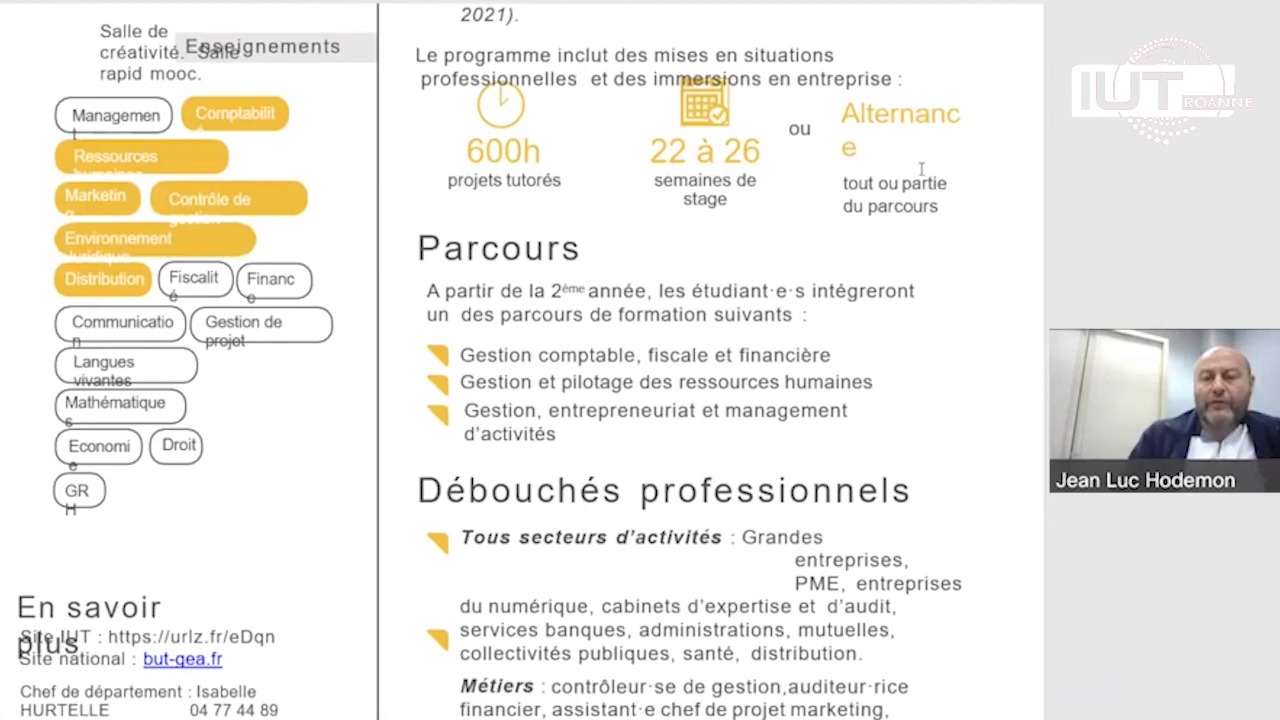 Salle de
créativité. Salle
rapid mooc.
Enseignements
Managemen
t
Comptabilit
é
Ressources
humaines
Marketin
g
Contrôle de
gestion
Environnement
Juridique
Distribution
Fiscalit
é
Financ
e
Communicatio
n
Gestion de
projet
Langues
vivantes
Mathématique
s
Economi
e
Droit
GR
H
En savoir
plus
Site IUT : https://urlz.fr/eDqn
Site national : but-gea.fr
Chef de département : Isabelle
HURTELLE 04 77 44 89
2021).
Le programme inclut des mises en situations
professionnelles et des immersions en entreprise :
600h
projets tutorés
22 à 26
semaines de
stage
ou
Alternanc
e
tout ou partie
du parcours
Parcours
A partir de la 2ème année, les étudiant·e·s intégreront
un des parcours de formation suivants :
Gestion comptable, fiscale et financière
Gestion et pilotage des ressources humaines
Gestion, entrepreneuriat et management
d’activités
Débouchés professionnels
Tous secteurs d’activités : Grandes
entreprises,
PME, entreprises
du numérique, cabinets d’expertise et d’audit,
services banques, administrations, mutuelles,
collectivités publiques, santé, distribution.
Métiers : contrôleur·se de gestion,auditeur·rice
financier, assistant·e chef de projet marketing,
IUT
ROANNE
Jean Luc Hodemon